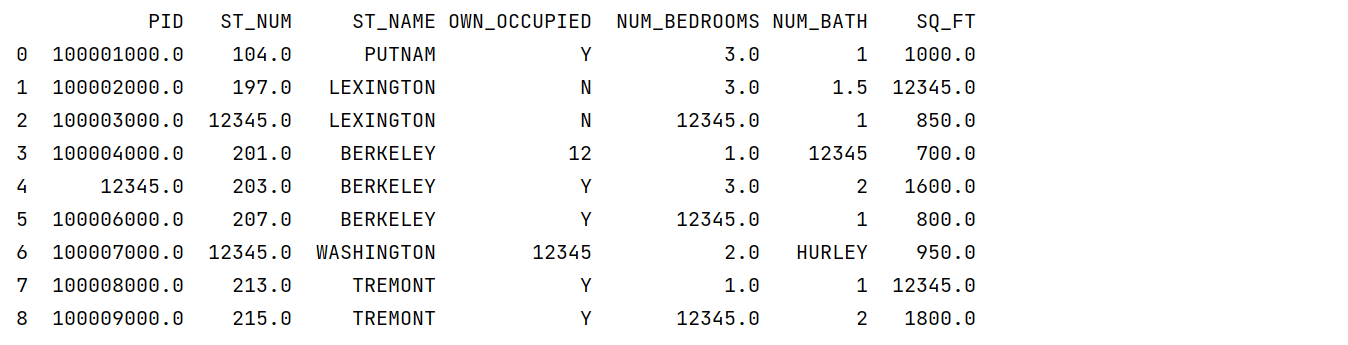 PID ST_NUM ST_NAME OWN_OCCUPIED NUM_BEDROOMS NUM_BATH SQ_FT
0 100001000.0 104.0 PUTNAM Y 3.0 1 1000.0
1 100002000.0 197.0 LEXINGTON N 3.0 1.5 12345.0
2 100003000.0 12345.0 LEXINGTON N 12345.0 1 850.0
3 100004000.0 201.0 BERKELEY 12 1.0 12345 700.0
4 12345.0 203.0 BERKELEY Y 3.0 2 1600.0
5 100006000.0 207.0 BERKELEY Y 12345.0 1 800.0
6 100007000.0 12345.0 WASHINGTON 12345 2.0 HURLEY 950.0
7 100008000.0 213.0 TREMONT Y 1.0 1 12345.0
8 100009000.0 215.0 TREMONT Y 12345.0 2 1800.0